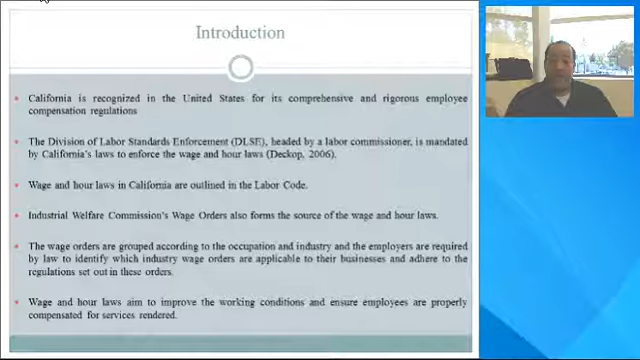 Introduction
California is recognized in the United States for its comprehensive and rigorous employee
compensation regulations
The Division of Labor Standards Enforcement (DLSE), headed by a labor commissioner, is mandated
by California's laws to enforce the wage and hour laws (Deckop, 2006).
Wage and hour laws in California are outlined in the Labor Code.
Industrial Welfare Commission's Wage Orders also forms the source of the wage and hour laws.
The wage orders are grouped according to the occupation and industry and the employers are required
by law to identify which industry wage orders are applicable to their businesses and adhere to the
regulations set out in these orders.
Wage and hour laws aim to improve the working conditions and ensure employees are properly
compensated for services rendered.